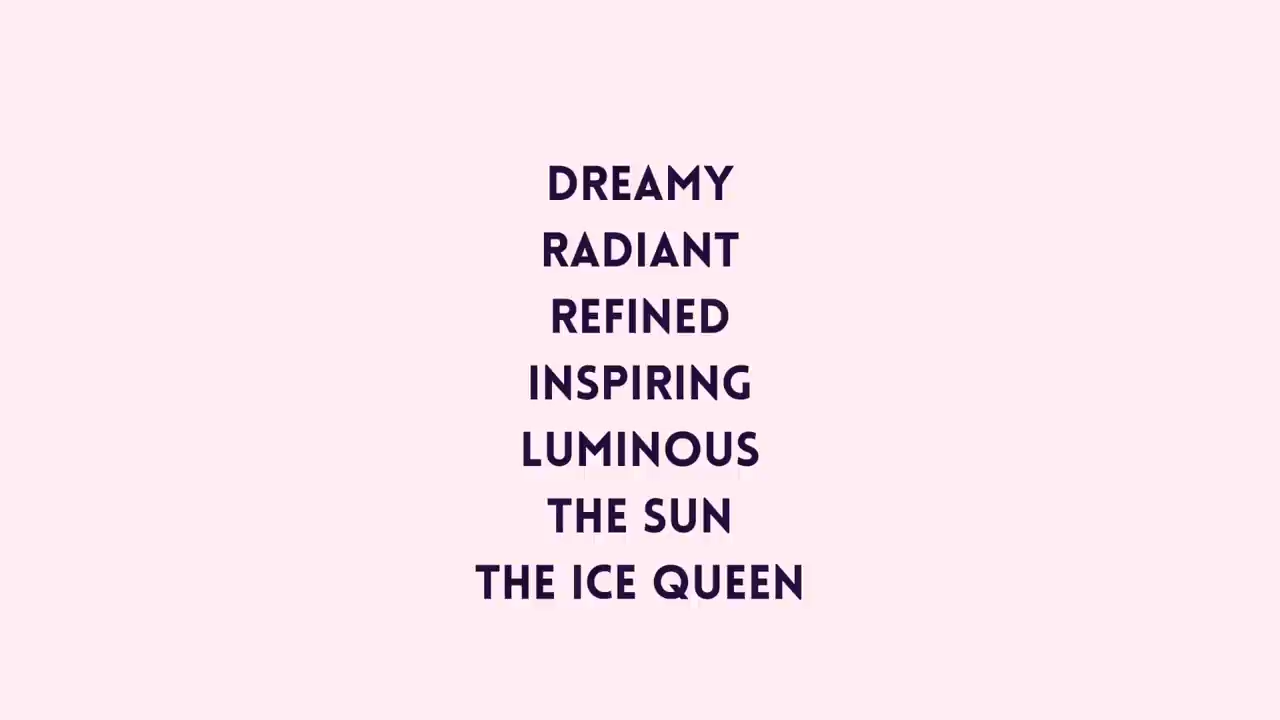 DREAMY
RADIANT
REFINED
INSPIRING
LUMINOUS
THE SUN
THE ICE QUEEN